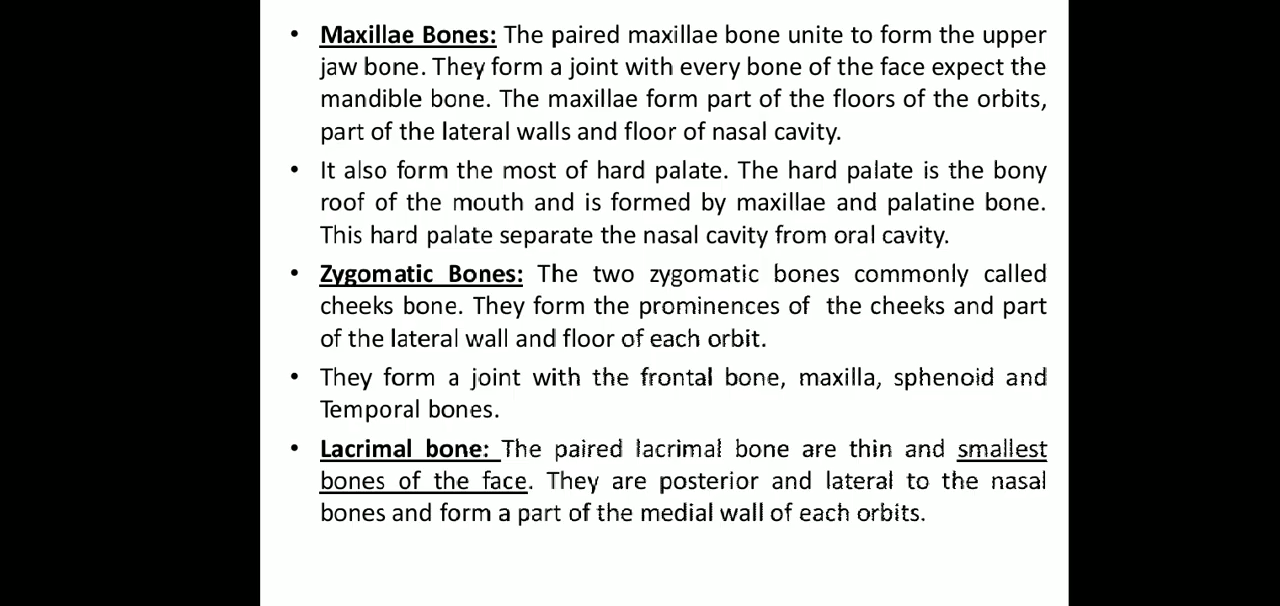 • Maxillae Bones: The paired maxillae bone unite to form the upper
jaw bone. They form a joint with every bone of the face expect the
mandible bone. The maxillae form part of the floors of the orbits,
part of the lateral walls and floor of nasal cavity.
• It also form the most of hard palate. The hard palate is the bony
roof of the mouth and is formed by maxillae and palatine bone.
This hard palate separate the nasal cavity from oral cavity.
• Zygomatic Bones: The two zygomatic bones commonly called
cheeks bone. They form the prominences of the cheeks and part
of the lateral wall and floor of each orbit.
• They form a joint with the frontal bone, maxilla, sphenoid and
Temporal bones.
• Lacrimal bone: The paired lacrimal bone are thin and smallest
bones of the face. They are posterior and lateral to the nasal
bones and form a part of the medial wall of each orbits.